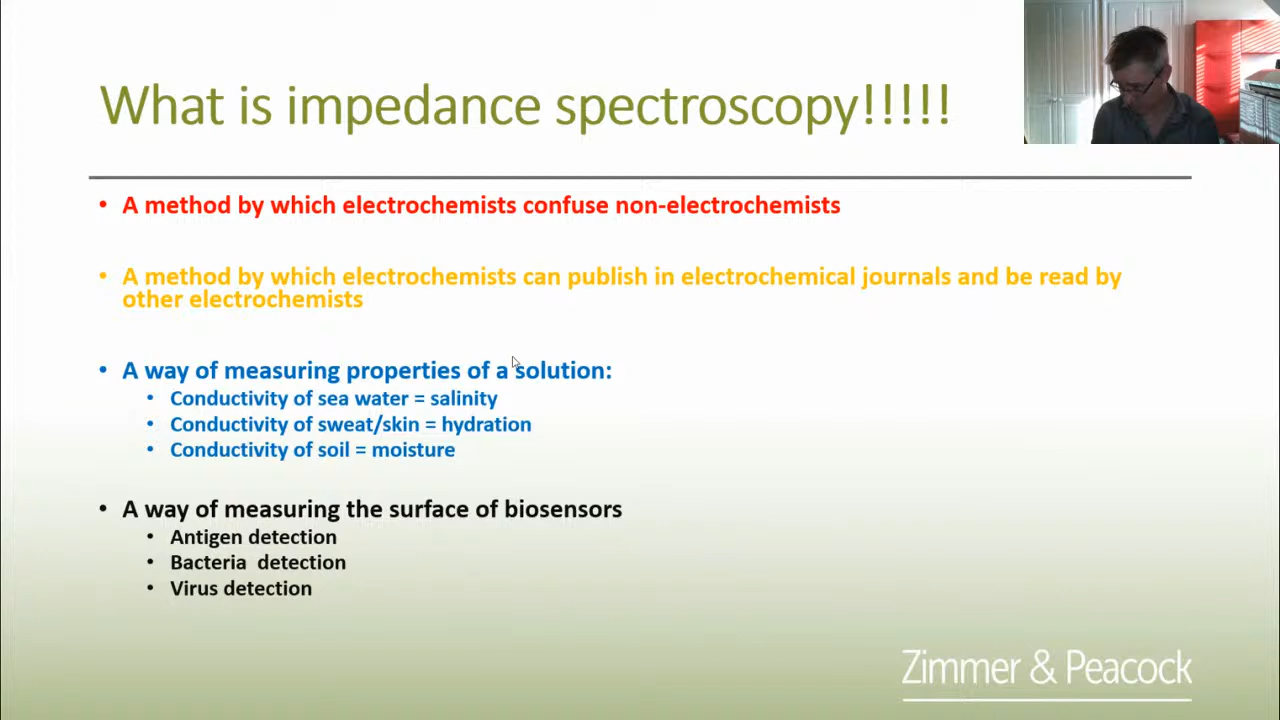 What is impedance spectroscopy!!!!!
• A method by which electrochemists confuse non-electrochemists
• A method by which electrochemists can publish in electrochemical journals and be read by
other electrochemists
• A way of measuring properties of a solution:
• Conductivity of sea water = salinity
• Conductivity of sweat/skin = hydration
• Conductivity of soil = moisture
• A way of measuring the surface of biosensors
• Antigen detection
• Bacteria  detection
• Virus detection
Zimmer & Peacock